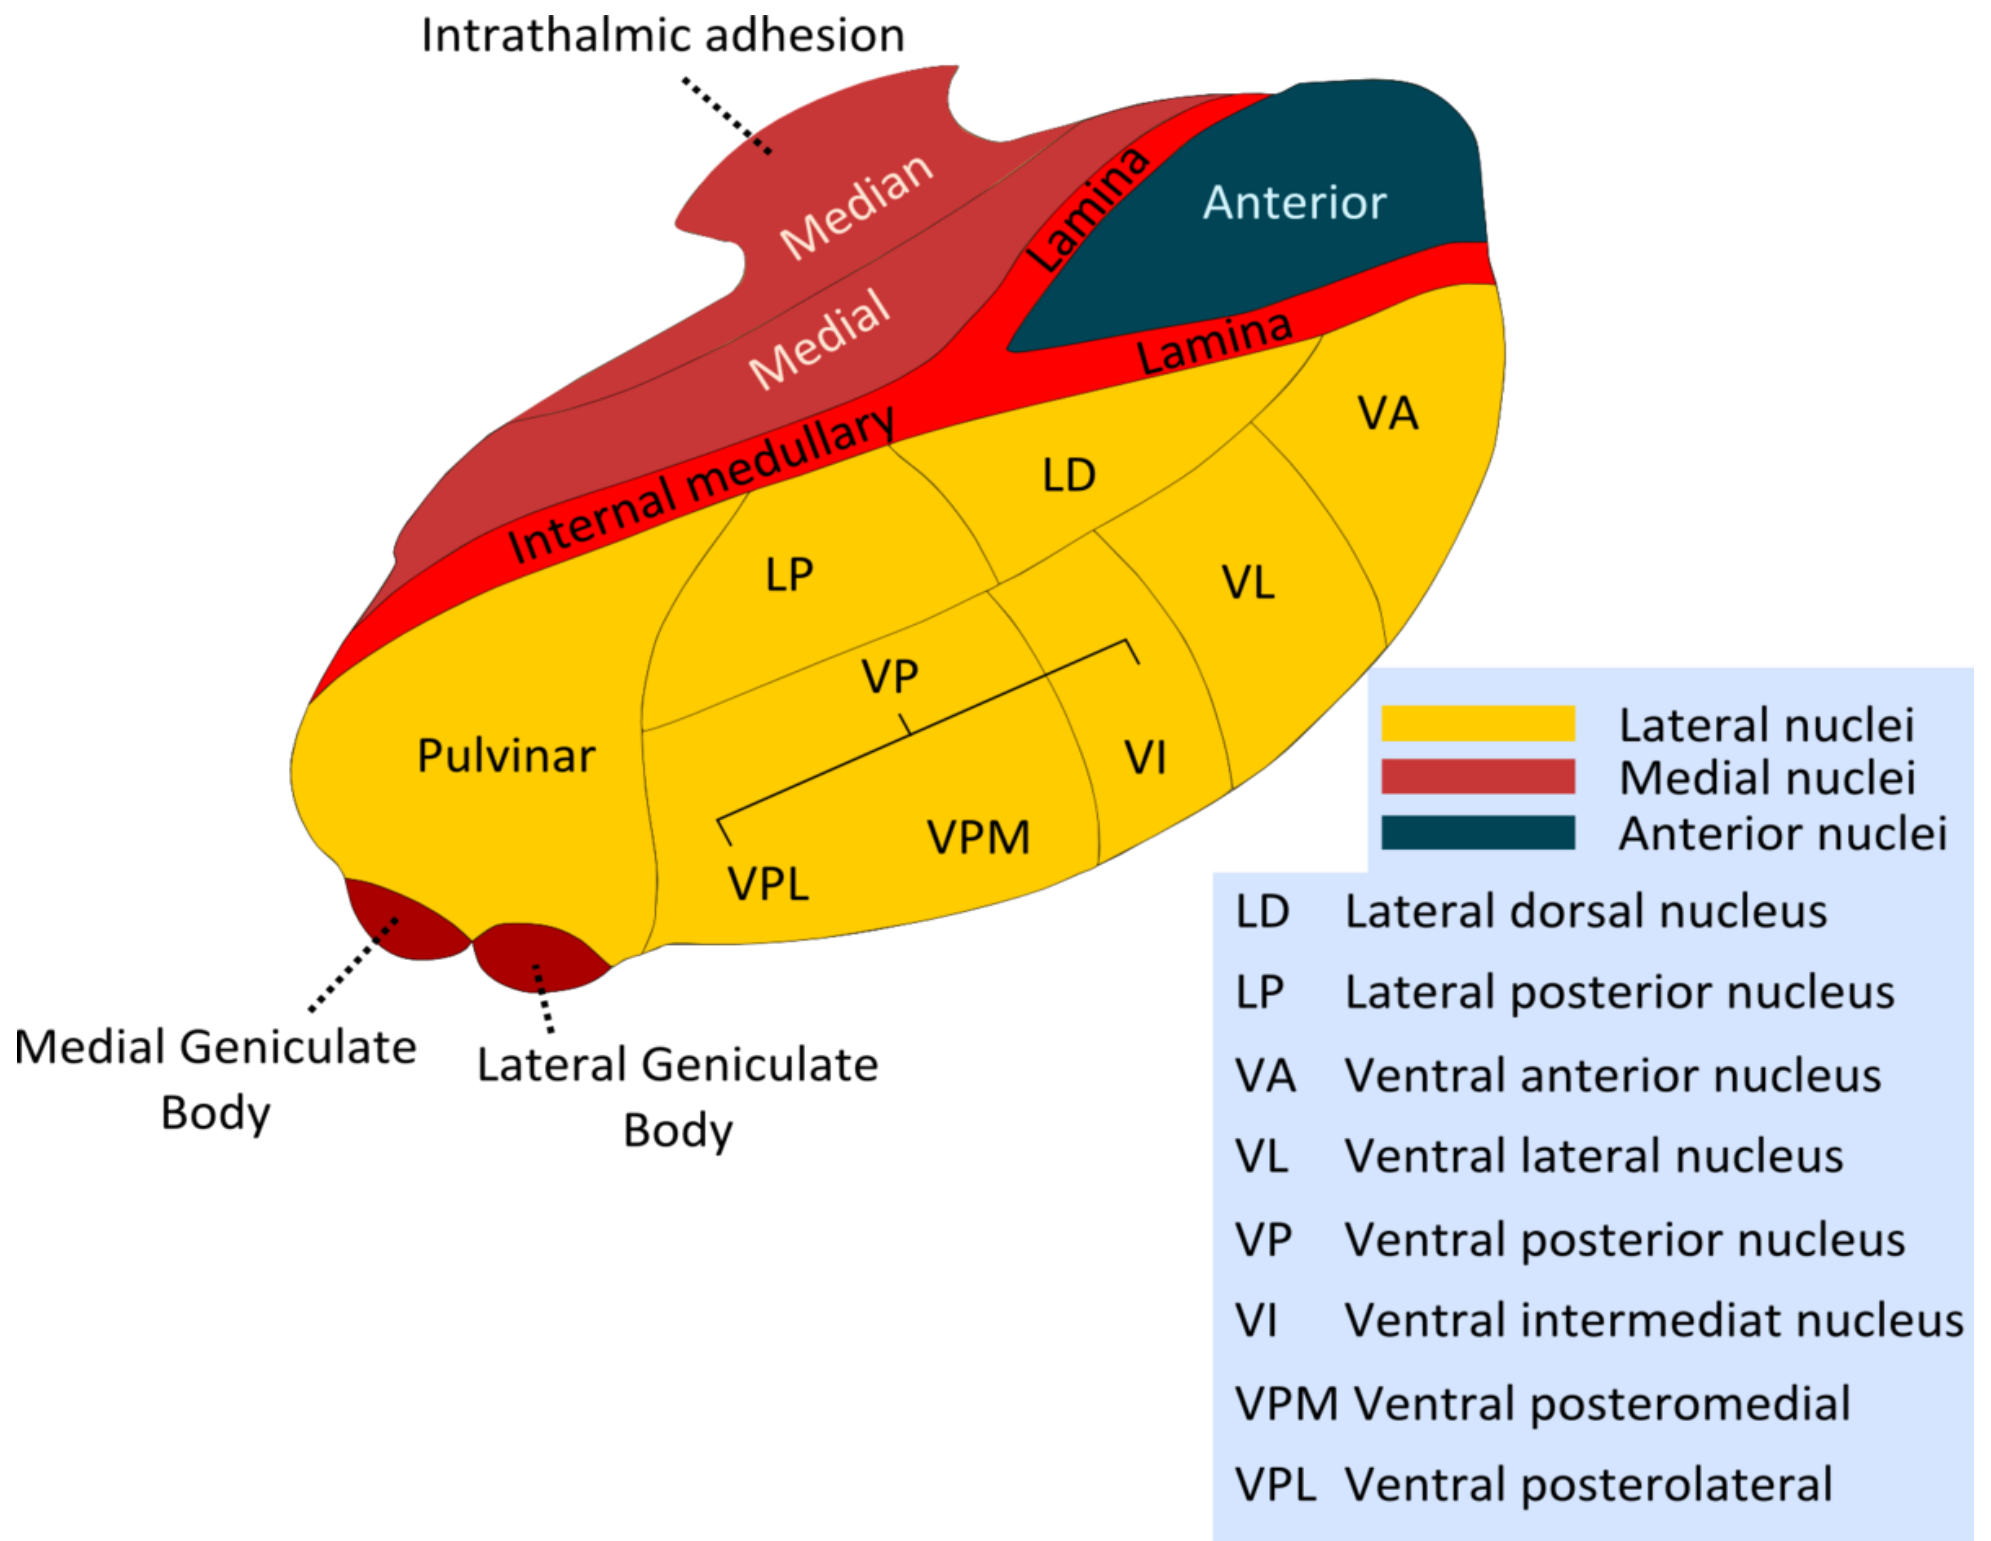 Intrathalmic adhesion
Median
Medial
Lamina
Anterior
Lamina
Internal medullary
VA
LD
LP
VL
VP
Pulvinar
VI
VPM
VPL
Medial Geniculate
Body
Lateral Geniculate
Body
Lateral nuclei
Medial nuclei
Anterior nuclei
LD Lateral dorsal nucleus
LP Lateral posterior nucleus
VA Ventral anterior nucleus
VL Ventral lateral nucleus
VP Ventral posterior nucleus
VI Ventral intermediat nucleus
VPM Ventral posteromedial
VPL Ventral posterolateral